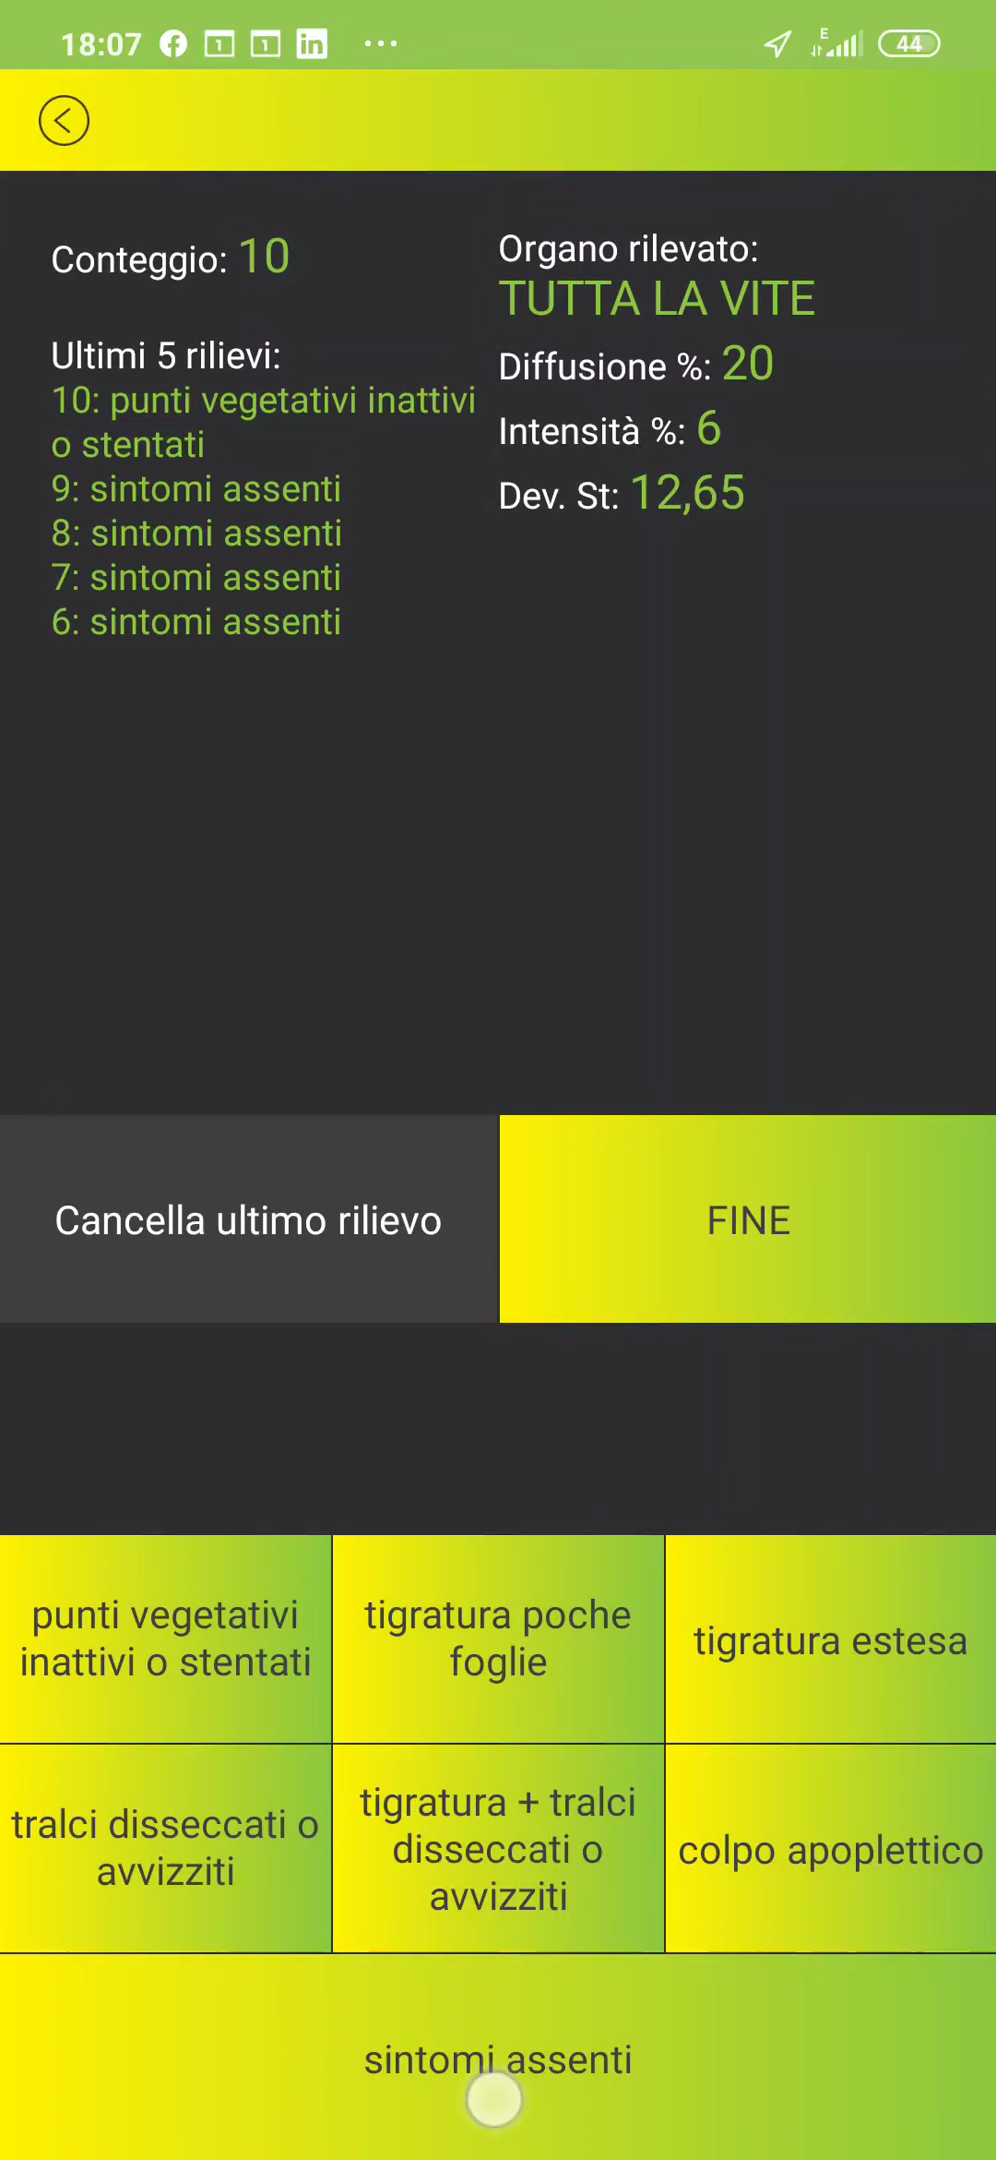 18:07
1
1
in
E
44
Conteggio: 10
Ultimi 5 rilievi:
10: punti vegetativi inattivi
o stentati
9: sintomi assenti
8: sintomi assenti
7: sintomi assenti
6: sintomi assenti
Organo rilevato:
TUTTA LA VITE
Diffusione %: 20
Intensità %: 6
Dev. St: 12,65
Cancella ultimo rilievo
FINE
punti vegetativi
inattivi o stentati
tigratura poche
foglie
tigratura estesa
tralci disseccati o
avvizziti
tigratura + tralci
disseccati o
avvizziti
colpo apoplettico
sintomi assenti